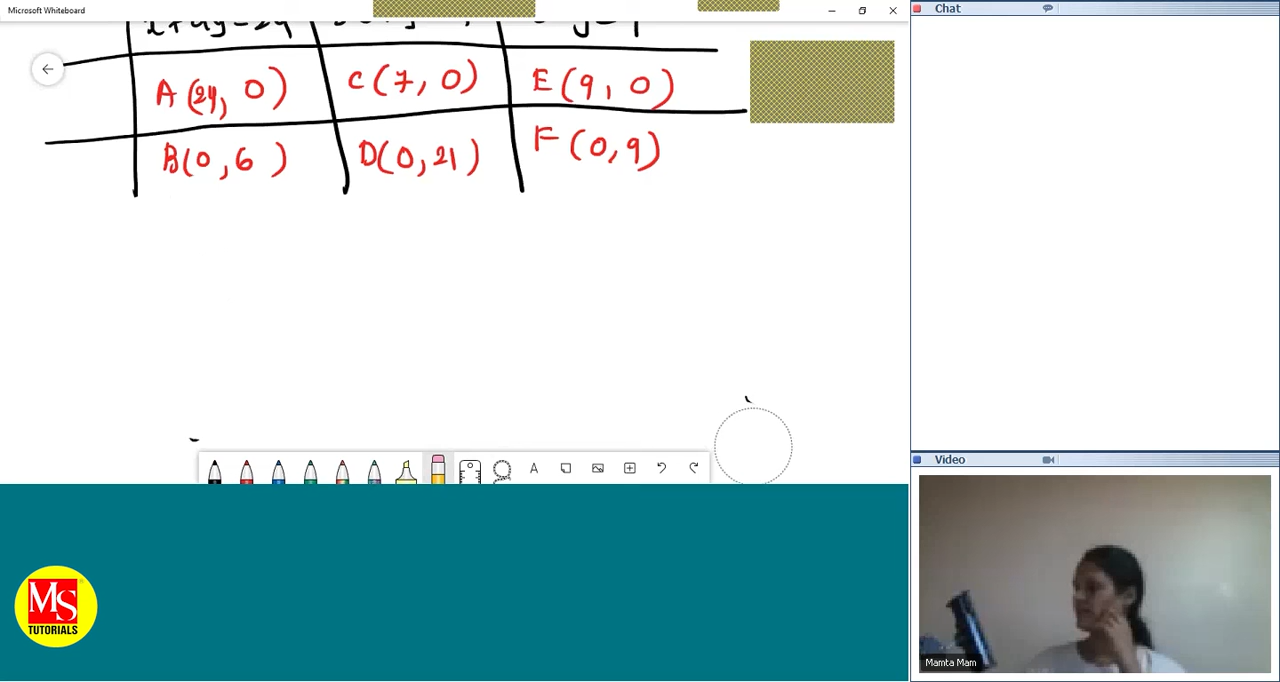 Microsoft Whiteboard
Chat
A (24, 0)
C (7, 0)
E (9, 0)
B(0, 6)
D(0, 21)
F (0, 9)
A
Video
MS
TUTORIALS
Mamta Mam